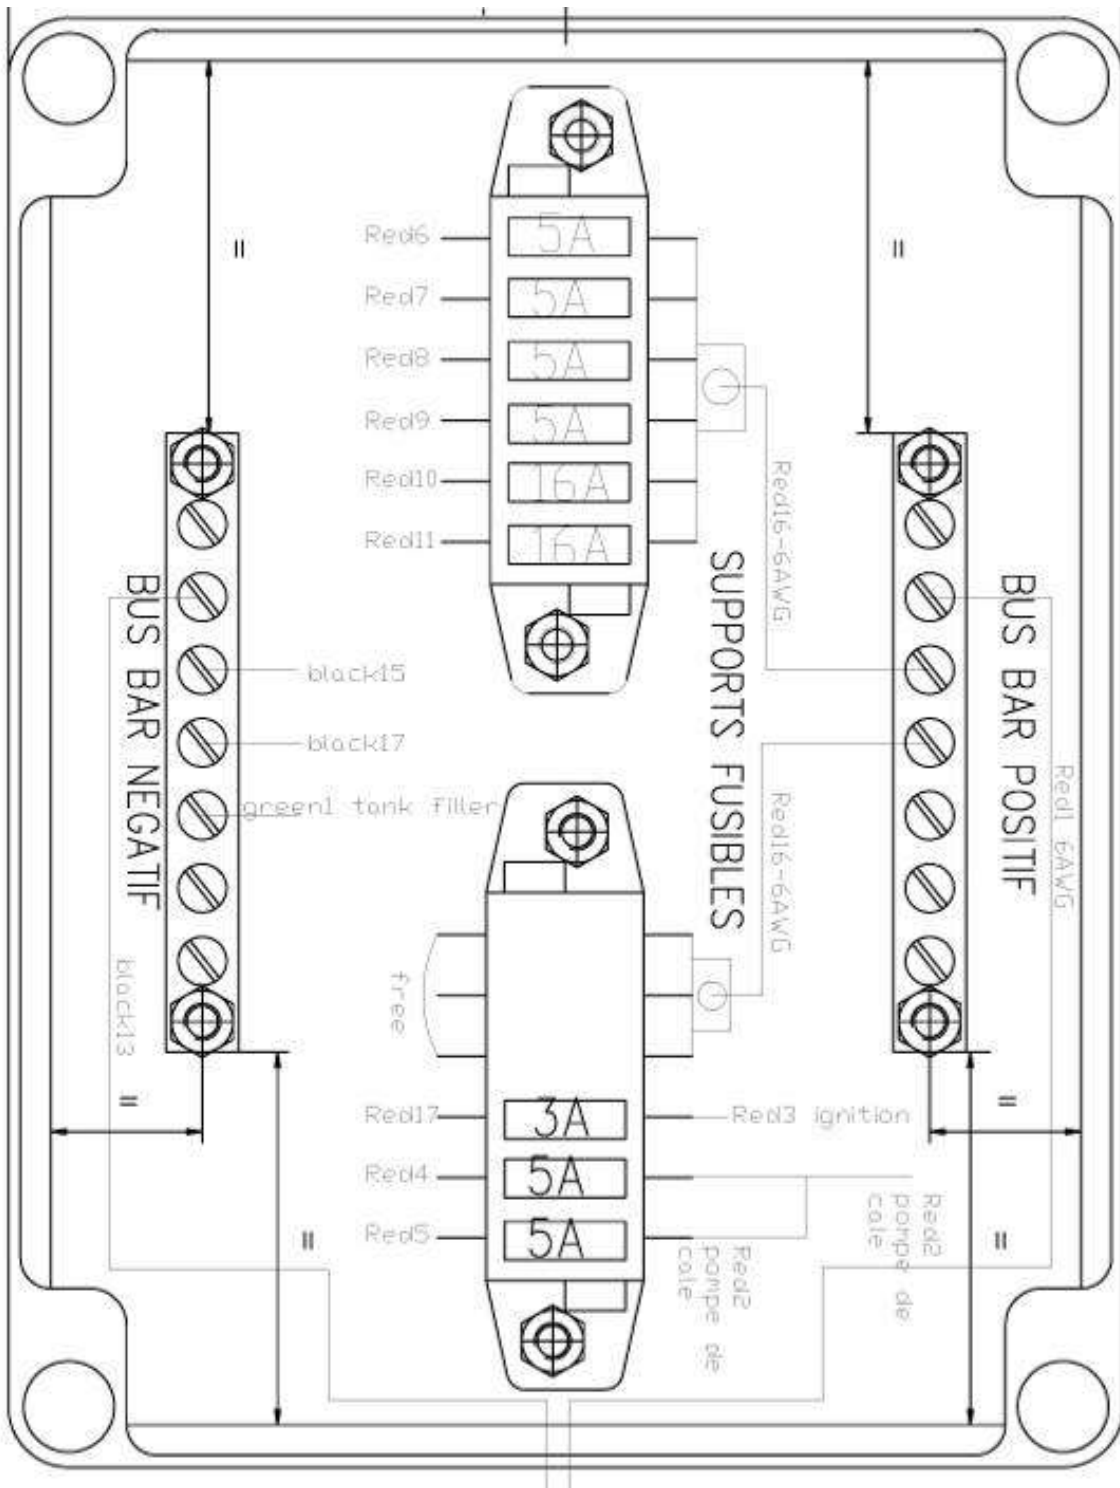 Red6
5A
Red7
5A
Red8
5A
Red9
5A
Red10
16A
Red11
16A
Red16-6AWG
SUPPORTS FUSIBLES
BUS BAR NEGATIF
BUS BAR POSITIF
black15
black17
green1 tank filler
Red16-6AWG
Red1 6AWG
black13
free
Red17
3A
Red3 ignition
Red4
5A
Red5
5A
Red2
pompe de
cale
Red2
pompe de
cale
=
=
=
=
=
=